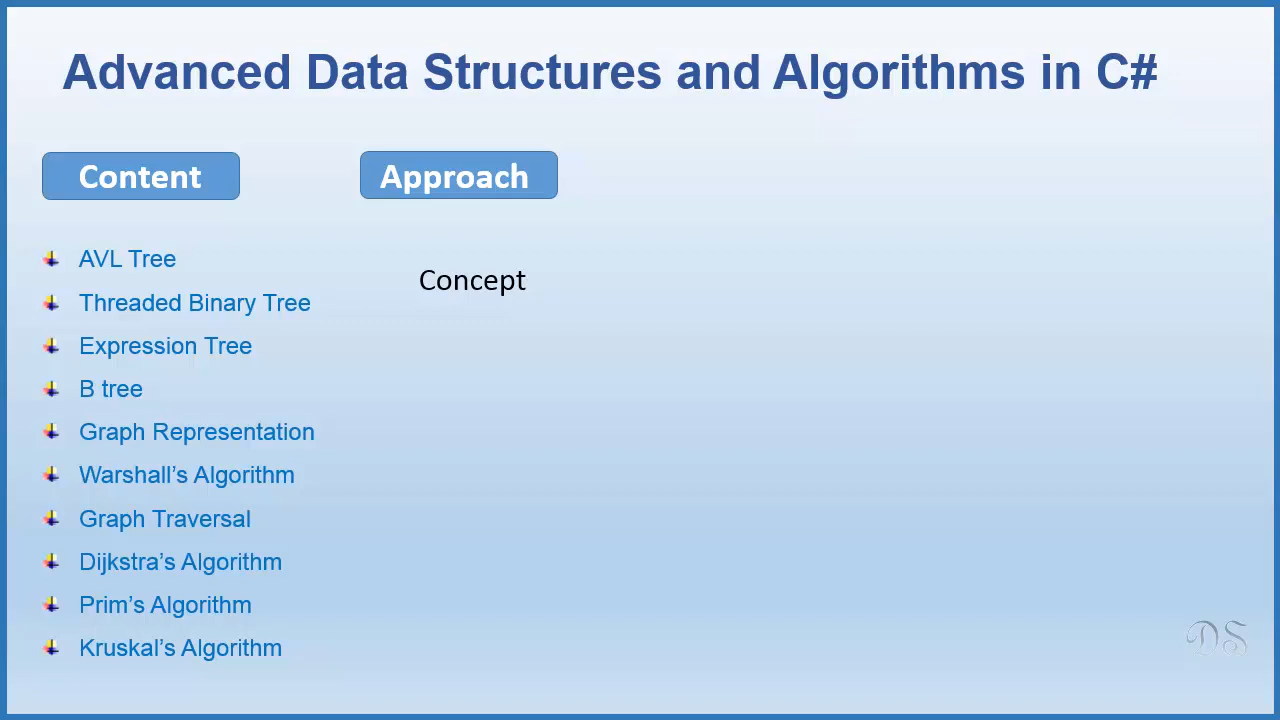 Advanced Data Structures and Algorithms in C#
Content
Approach
AVL Tree
Threaded Binary Tree
Expression Tree
B tree
Graph Representation
Warshall’s Algorithm
Graph Traversal
Dijkstra’s Algorithm
Prim’s Algorithm
Kruskal’s Algorithm
Concept
DS